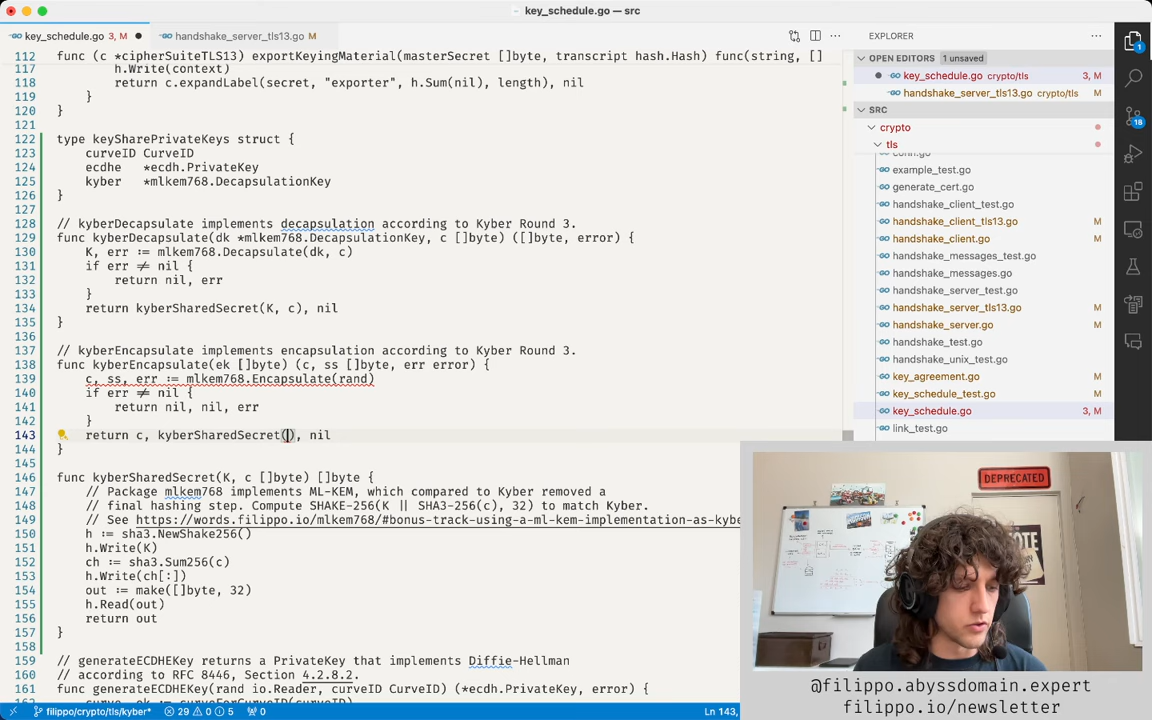 key_schedule.go — src
key_schedule.go 3, M
handshake_server_tls13.go M
112 func (c *cipherSuiteTLS13) exportKeyingMaterial(masterSecret []byte, transcript hash.Hash) func(string, []
117 h.Write(context)
118 return c.expandLabel(secret, "exporter", h.Sum(nil), length), nil
119 }
120 }
121
122 type keySharePrivateKeys struct {
123 curveID CurveID
124 ecdhe *ecdh.PrivateKey
125 kyber *mlkem768.DecapsulationKey
126 }
127
128 // kyberDecapsulate implements decapsulation according to Kyber Round 3.
129 func kyberDecapsulate(dk *mlkem768.DecapsulationKey, c []byte) ([]byte, error) {
130 K, err := mlkem768.Decapsulate(dk, c)
131 if err ≠ nil {
132 return nil, err
133 }
134 return kyberSharedSecret(K, c), nil
135 }
136
137 // kyberEncapsulate implements encapsulation according to Kyber Round 3.
138 func kyberEncapsulate(ek []byte) (c, ss []byte, err error) {
139 c, ss, err := mlkem768.Encapsulate(rand)
140 if err ≠ nil {
141 return nil, nil, err
142 }
143 return c, kyberSharedSecret(), nil
144 }
145
146 func kyberSharedSecret(K, c []byte) []byte {
147 // Package mlkem768 implements ML-KEM, which compared to Kyber removed a
148 // final hashing step. Compute SHAKE-256(K || SHA3-256(c), 32) to match Kyber.
149 // See https://words.filippo.io/mlkem768/#bonus-track-using-a-ml-kem-implementation-as-kybe
150 h := sha3.NewShake256()
151 h.Write(K)
152 ch := sha3.Sum256(c)
153 h.Write(ch[:])
154 out := make([]byte, 32)
155 h.Read(out)
156 return out
157 }
158
159 // generateECDHEKey returns a PrivateKey that implements Diffie-Hellman
160 // according to RFC 8446, Section 4.2.8.2.
161 func generateECDHEKey(rand io.Reader, curveID CurveID) (*ecdh.PrivateKey, error) {
EXPLORER
OPEN EDITORS 1 unsaved
key_schedule.go crypto/tls 3, M
handshake_server_tls13.go crypto/tls M
SRC
crypto
tls
conn.go
example_test.go
generate_cert.go
handshake_client_test.go
handshake_client_tls13.go M
handshake_client.go M
handshake_messages_test.go
handshake_messages.go
handshake_server_test.go
handshake_server_tls13.go M
handshake_server.go M
handshake_test.go
handshake_unix_test.go
key_agreement.go M
key_schedule_test.go M
key_schedule.go 3, M
link_test.go
1
18
DEPRECATED
@filippo.abyssdomain.expert
filippo.io/newsletter
filippo/crypto/tls/kyber* 29 0 5 0
Ln 143,